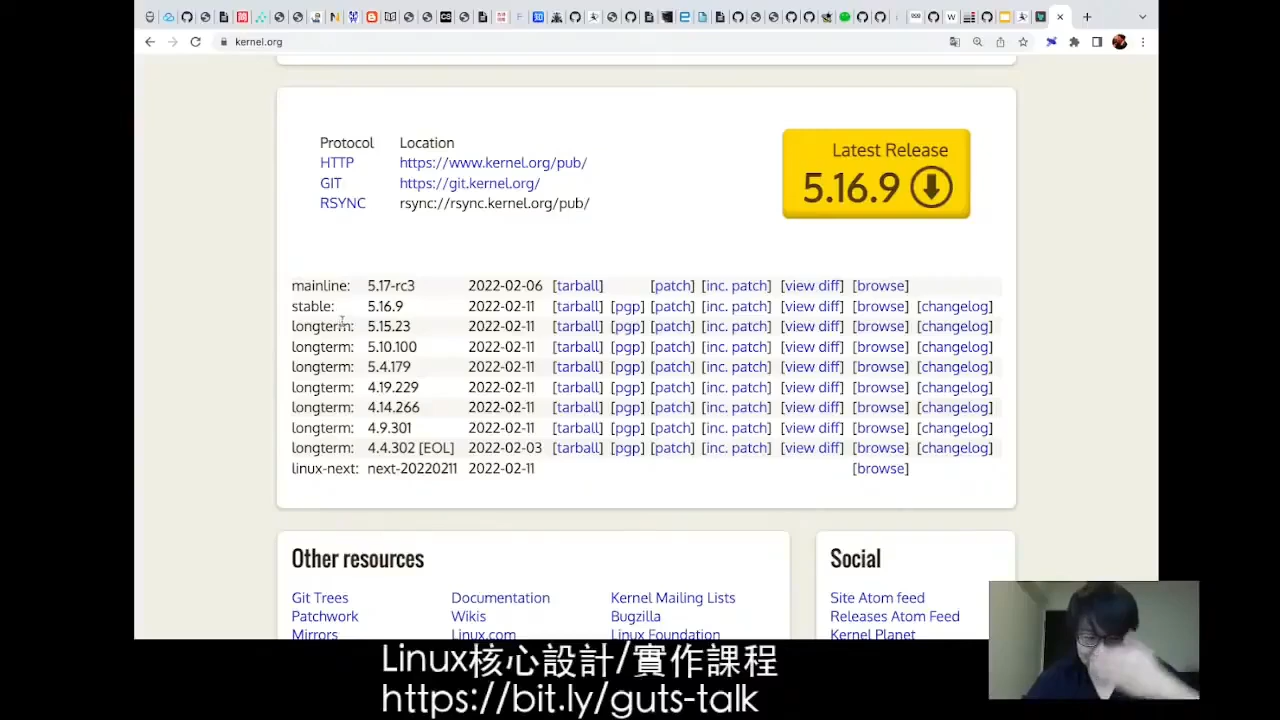 kernel.org
Protocol Location
HTTP https://www.kernel.org/pub/
GIT https://git.kernel.org/
RSYNC rsync://rsync.kernel.org/pub/
Latest Release
5.16.9
mainline: 5.17-rc3 2022-02-06 [tarball] [patch] [inc. patch] [view diff] [browse]
stable: 5.16.9 2022-02-11 [tarball] [pgp] [patch] [inc. patch] [view diff] [browse] [changelog]
longterm: 5.15.23 2022-02-11 [tarball] [pgp] [patch] [inc. patch] [view diff] [browse] [changelog]
longterm: 5.10.100 2022-02-11 [tarball] [pgp] [patch] [inc. patch] [view diff] [browse] [changelog]
longterm: 5.4.179 2022-02-11 [tarball] [pgp] [patch] [inc. patch] [view diff] [browse] [changelog]
longterm: 4.19.229 2022-02-11 [tarball] [pgp] [patch] [inc. patch] [view diff] [browse] [changelog]
longterm: 4.14.266 2022-02-11 [tarball] [pgp] [patch] [inc. patch] [view diff] [browse] [changelog]
longterm: 4.9.301 2022-02-11 [tarball] [pgp] [patch] [inc. patch] [view diff] [browse] [changelog]
longterm: 4.4.302 [EOL] 2022-02-03 [tarball] [pgp] [patch] [inc. patch] [view diff] [browse] [changelog]
linux-next: next-20220211 2022-02-11 [browse]
Other resources
Git Trees Documentation Kernel Mailing Lists
Patchwork Wikis Bugzilla
Mirrors Linux.com Linux Foundation
Social
Site Atom feed
Releases Atom Feed
Kernel Planet
Linux核心設計/實作課程
https://bit.ly/guts-talk